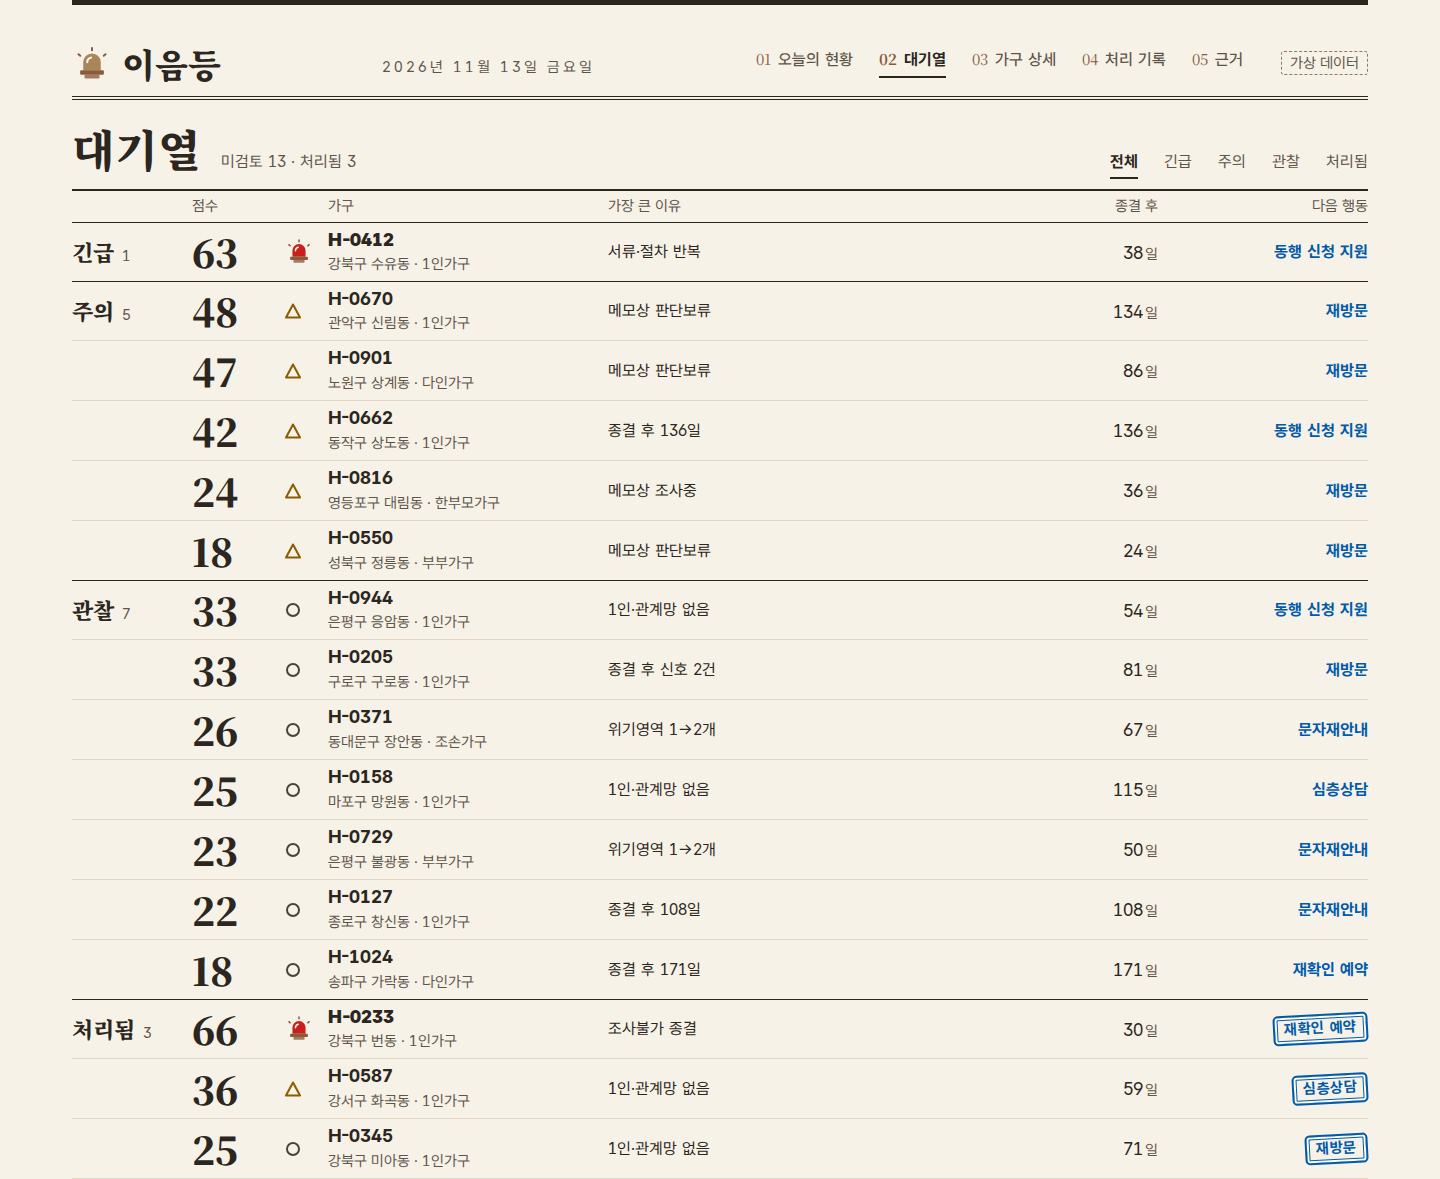 이음등
2026년 11월 13일 금요일
01 오늘의 현황 02 대기열 03 가구 상세 04 처리 기록 05 근거 가상 데이터
대기열 미검토 13 · 처리됨 3
전체 긴급 주의 관찰 처리됨
점수 가구 가장 큰 이유 종결 후 다음 행동
긴급 1 63 H-0412 서류·절차 반복 38일 동행 신청 지원
강북구 수유동 · 1인가구
주의 5 48 H-0670 메모상 판단보류 134일 재방문
관악구 신림동 · 1인가구
47 H-0901 메모상 판단보류 86일 재방문
노원구 상계동 · 다인가구
42 H-0662 종결 후 136일 136일 동행 신청 지원
동작구 상도동 · 1인가구
24 H-0816 메모상 조사중 36일 재방문
영등포구 대림동 · 한부모가구
18 H-0550 메모상 판단보류 24일 재방문
성북구 정릉동 · 부부가구
관찰 7 33 H-0944 1인·관계망 없음 54일 동행 신청 지원
은평구 응암동 · 1인가구
33 H-0205 종결 후 신호 2건 81일 재방문
구로구 구로동 · 1인가구
26 H-0371 위기영역 1→2개 67일 문자재안내
동대문구 장안동 · 조손가구
25 H-0158 1인·관계망 없음 115일 심층상담
마포구 망원동 · 1인가구
23 H-0729 위기영역 1→2개 50일 문자재안내
은평구 불광동 · 부부가구
22 H-0127 종결 후 108일 108일 문자재안내
종로구 창신동 · 1인가구
18 H-1024 종결 후 171일 171일 재확인 예약
송파구 가락동 · 다인가구
처리됨 3 66 H-0233 조사불가 종결 30일 재확인 예약
강북구 번동 · 1인가구
36 H-0587 1인·관계망 없음 59일 심층상담
강서구 화곡동 · 1인가구
25 H-0345 1인·관계망 없음 71일 재방문
강북구 미아동 · 1인가구